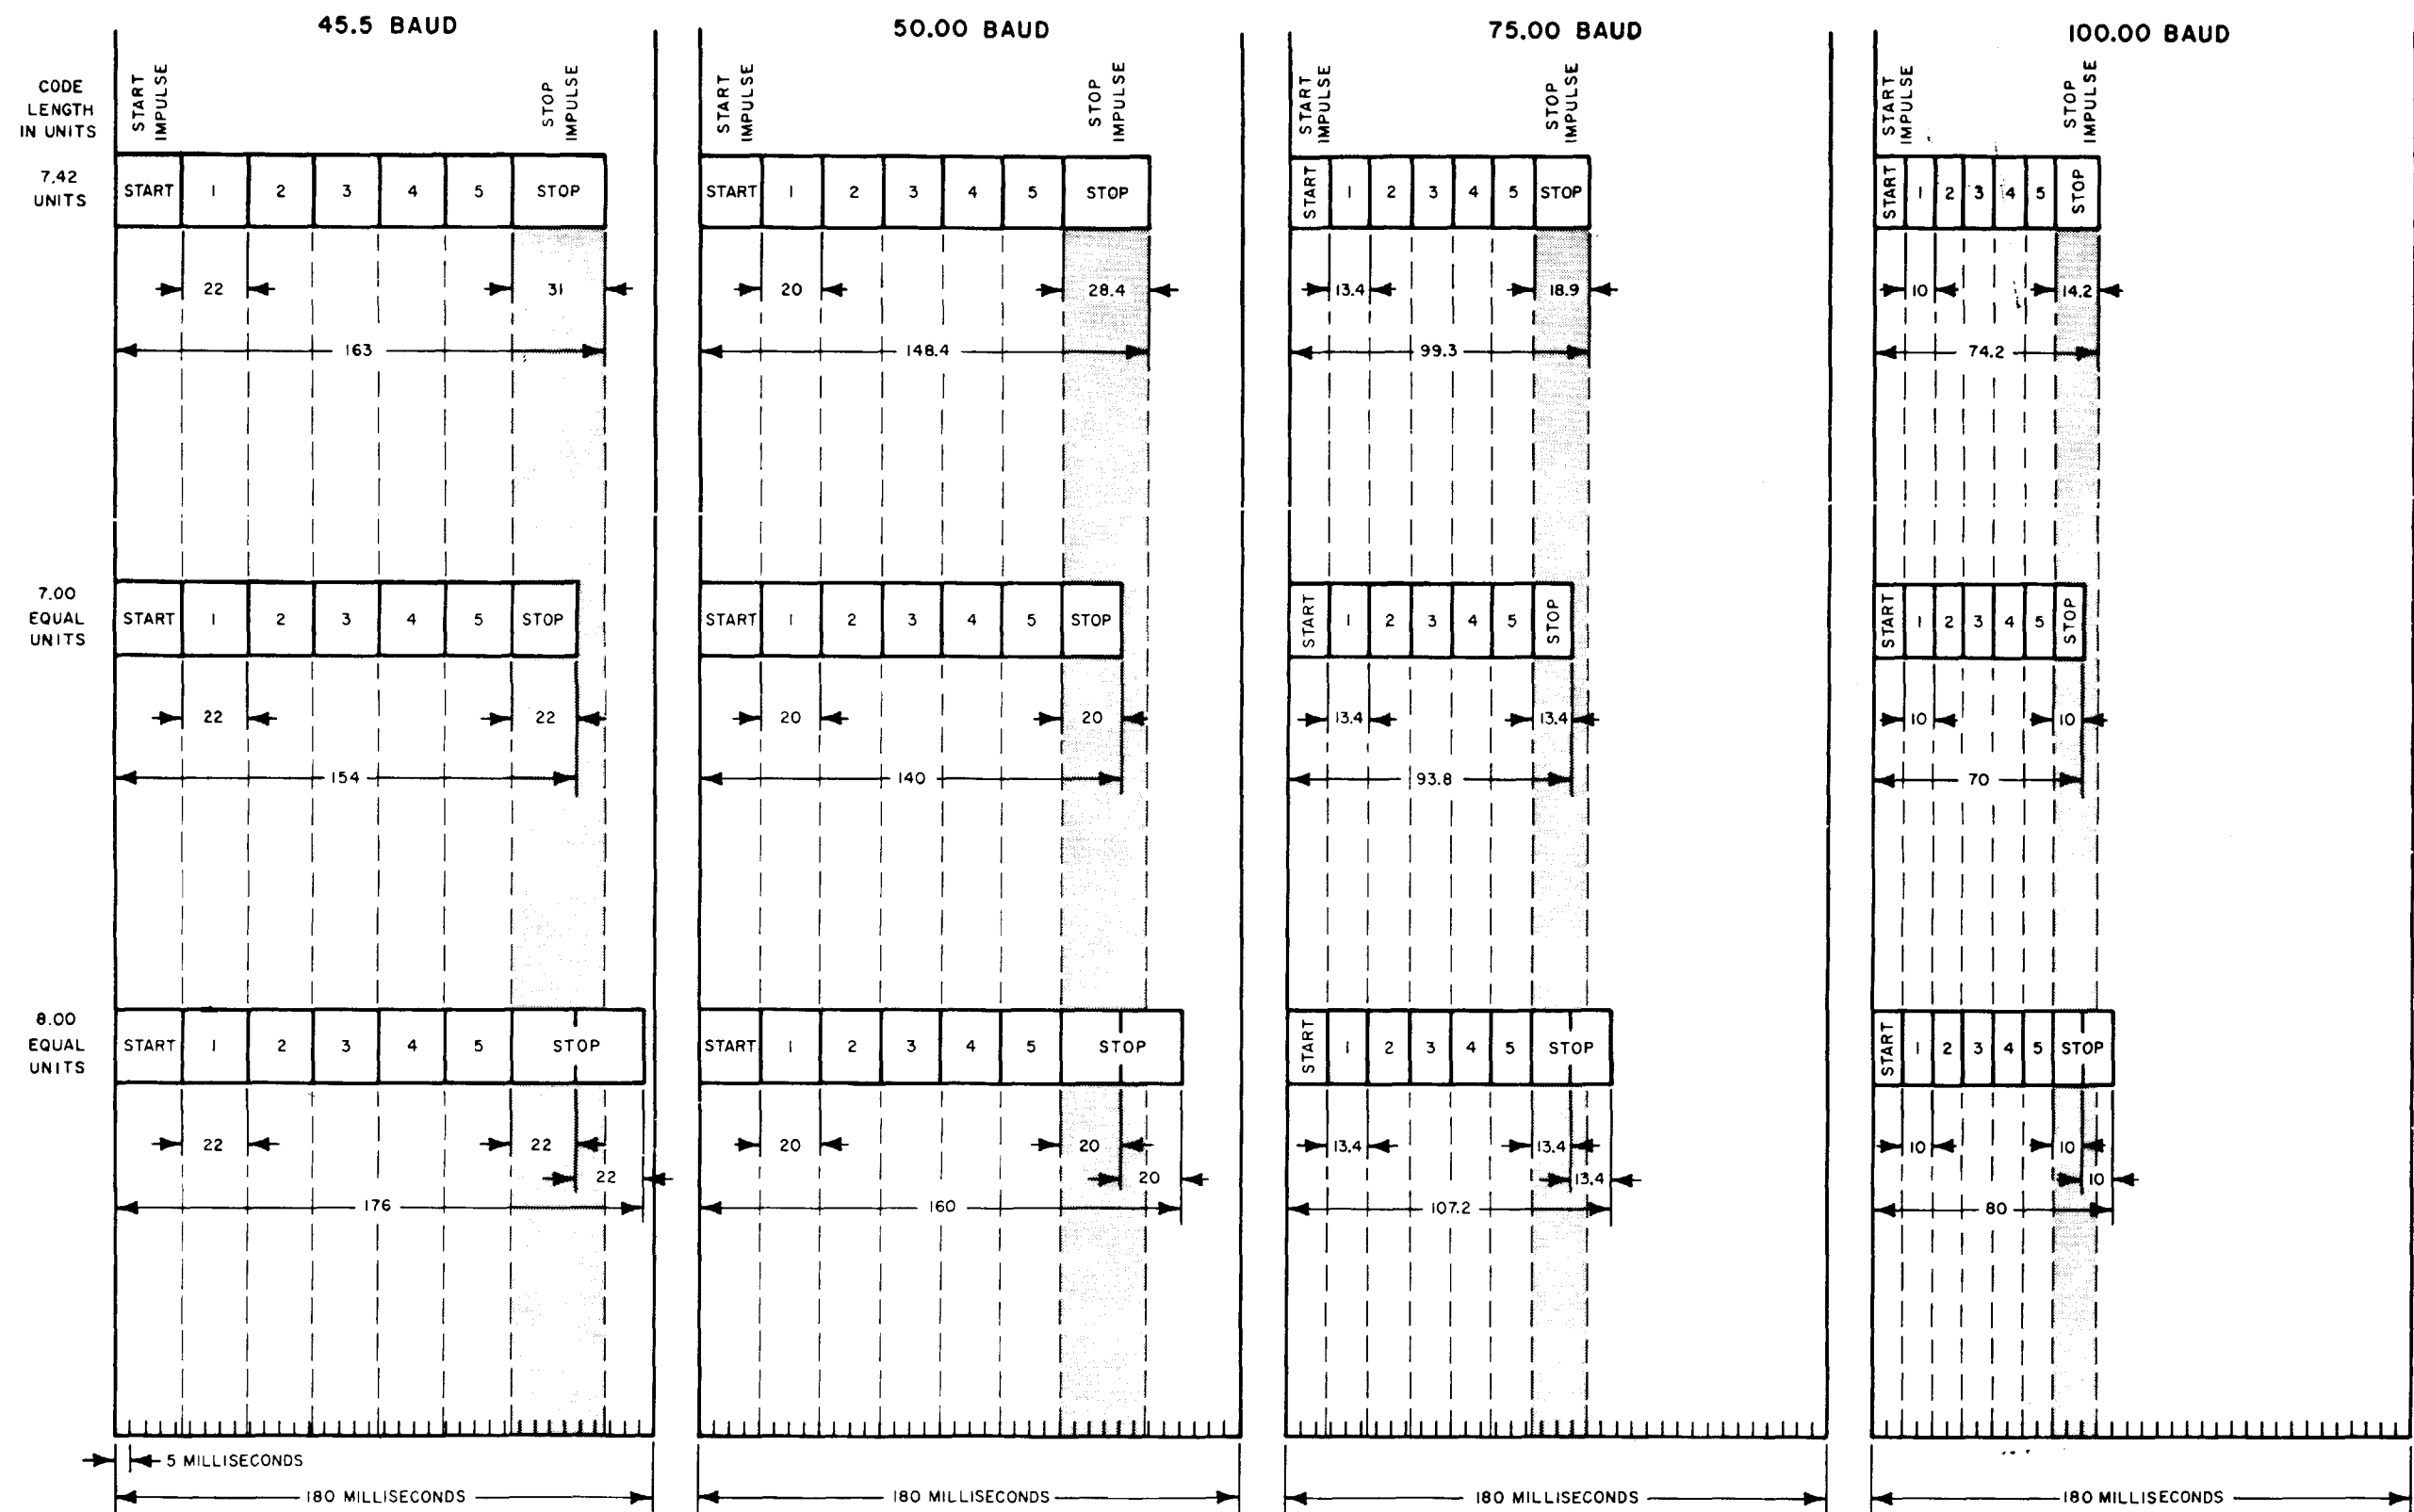 45.5 BAUD
50.00 BAUD
75.00 BAUD
100.00 BAUD
CODE
LENGTH
IN UNITS
START
IMPULSE
STOP
IMPULSE
START
IMPULSE
STOP
IMPULSE
START
IMPULSE
STOP
IMPULSE
START
IMPULSE
STOP
IMPULSE
7.42
UNITS
START 1 2 3 4 5 STOP
START 1 2 3 4 5 STOP
START 1 2 3 4 5 STOP
START 1 2 3 4 5 STOP
22 31
20 28.4
13.4 18.9
10 14.2
163
148.4
99.3
74.2
7.00
EQUAL
UNITS
START 1 2 3 4 5 STOP
START 1 2 3 4 5 STOP
START 1 2 3 4 5 STOP
START 1 2 3 4 5 STOP
22 22
20 20
13.4 13.4
10 10
154
140
93.8
70
8.00
EQUAL
UNITS
START 1 2 3 4 5 STOP
START 1 2 3 4 5 STOP
START 1 2 3 4 5 STOP
START 1 2 3 4 5 STOP
22 22
20 20
13.4 13.4
10 10
22
20
13.4
10
176
160
107.2
80
5 MILLISECONDS
180 MILLISECONDS
180 MILLISECONDS
180 MILLISECONDS
180 MILLISECONDS